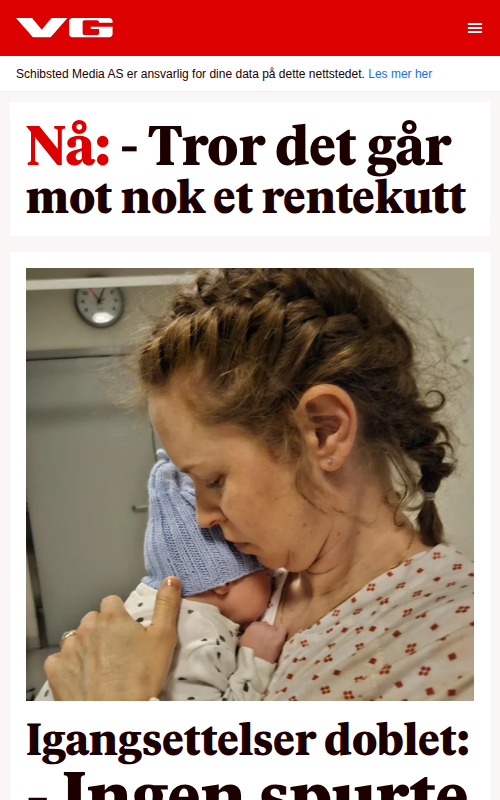 VG
Schibsted Media AS er ansvarlig for dine data på dette nettstedet. Les mer her
Nå: - Tror det går
mot nok et rentekutt
Igangsettelser doblet:
- Ingen spurte